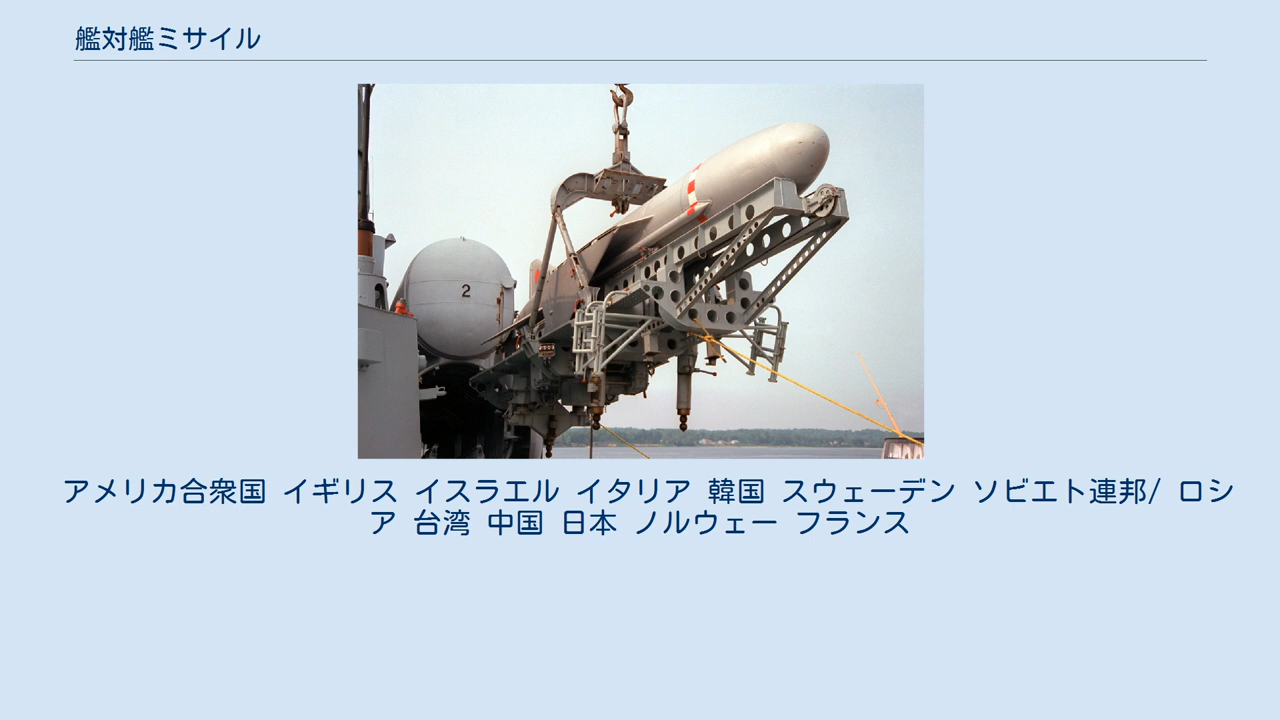 艦対艦ミサイル
2
アメリカ合衆国 イギリス イスラエル イタリア 韓国 スウェーデン ソビエト連邦/ ロシ
ア 台湾 中国 日本 ノルウェー フランス